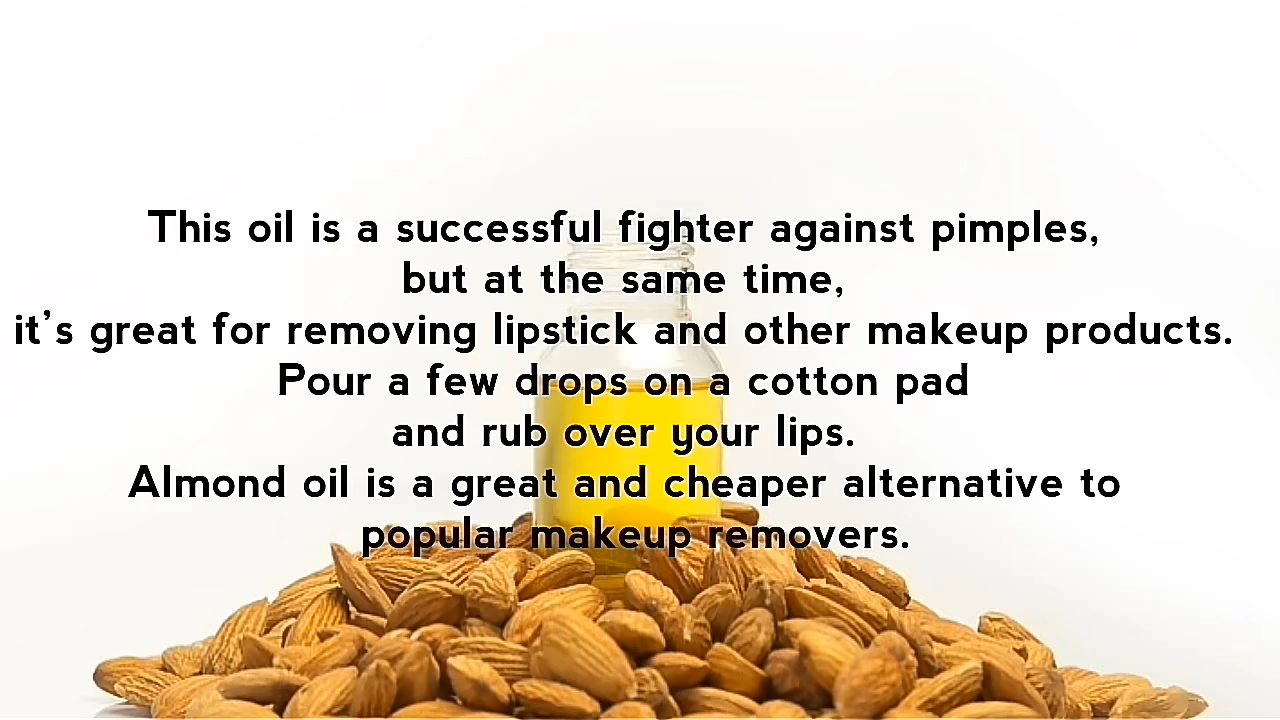 This oil is a successful fighter against pimples,
but at the same time,
it's great for removing lipstick and other makeup products.
Pour a few drops on a cotton pad
and rub over your lips.
Almond oil is a great and cheaper alternative to
popular makeup removers.